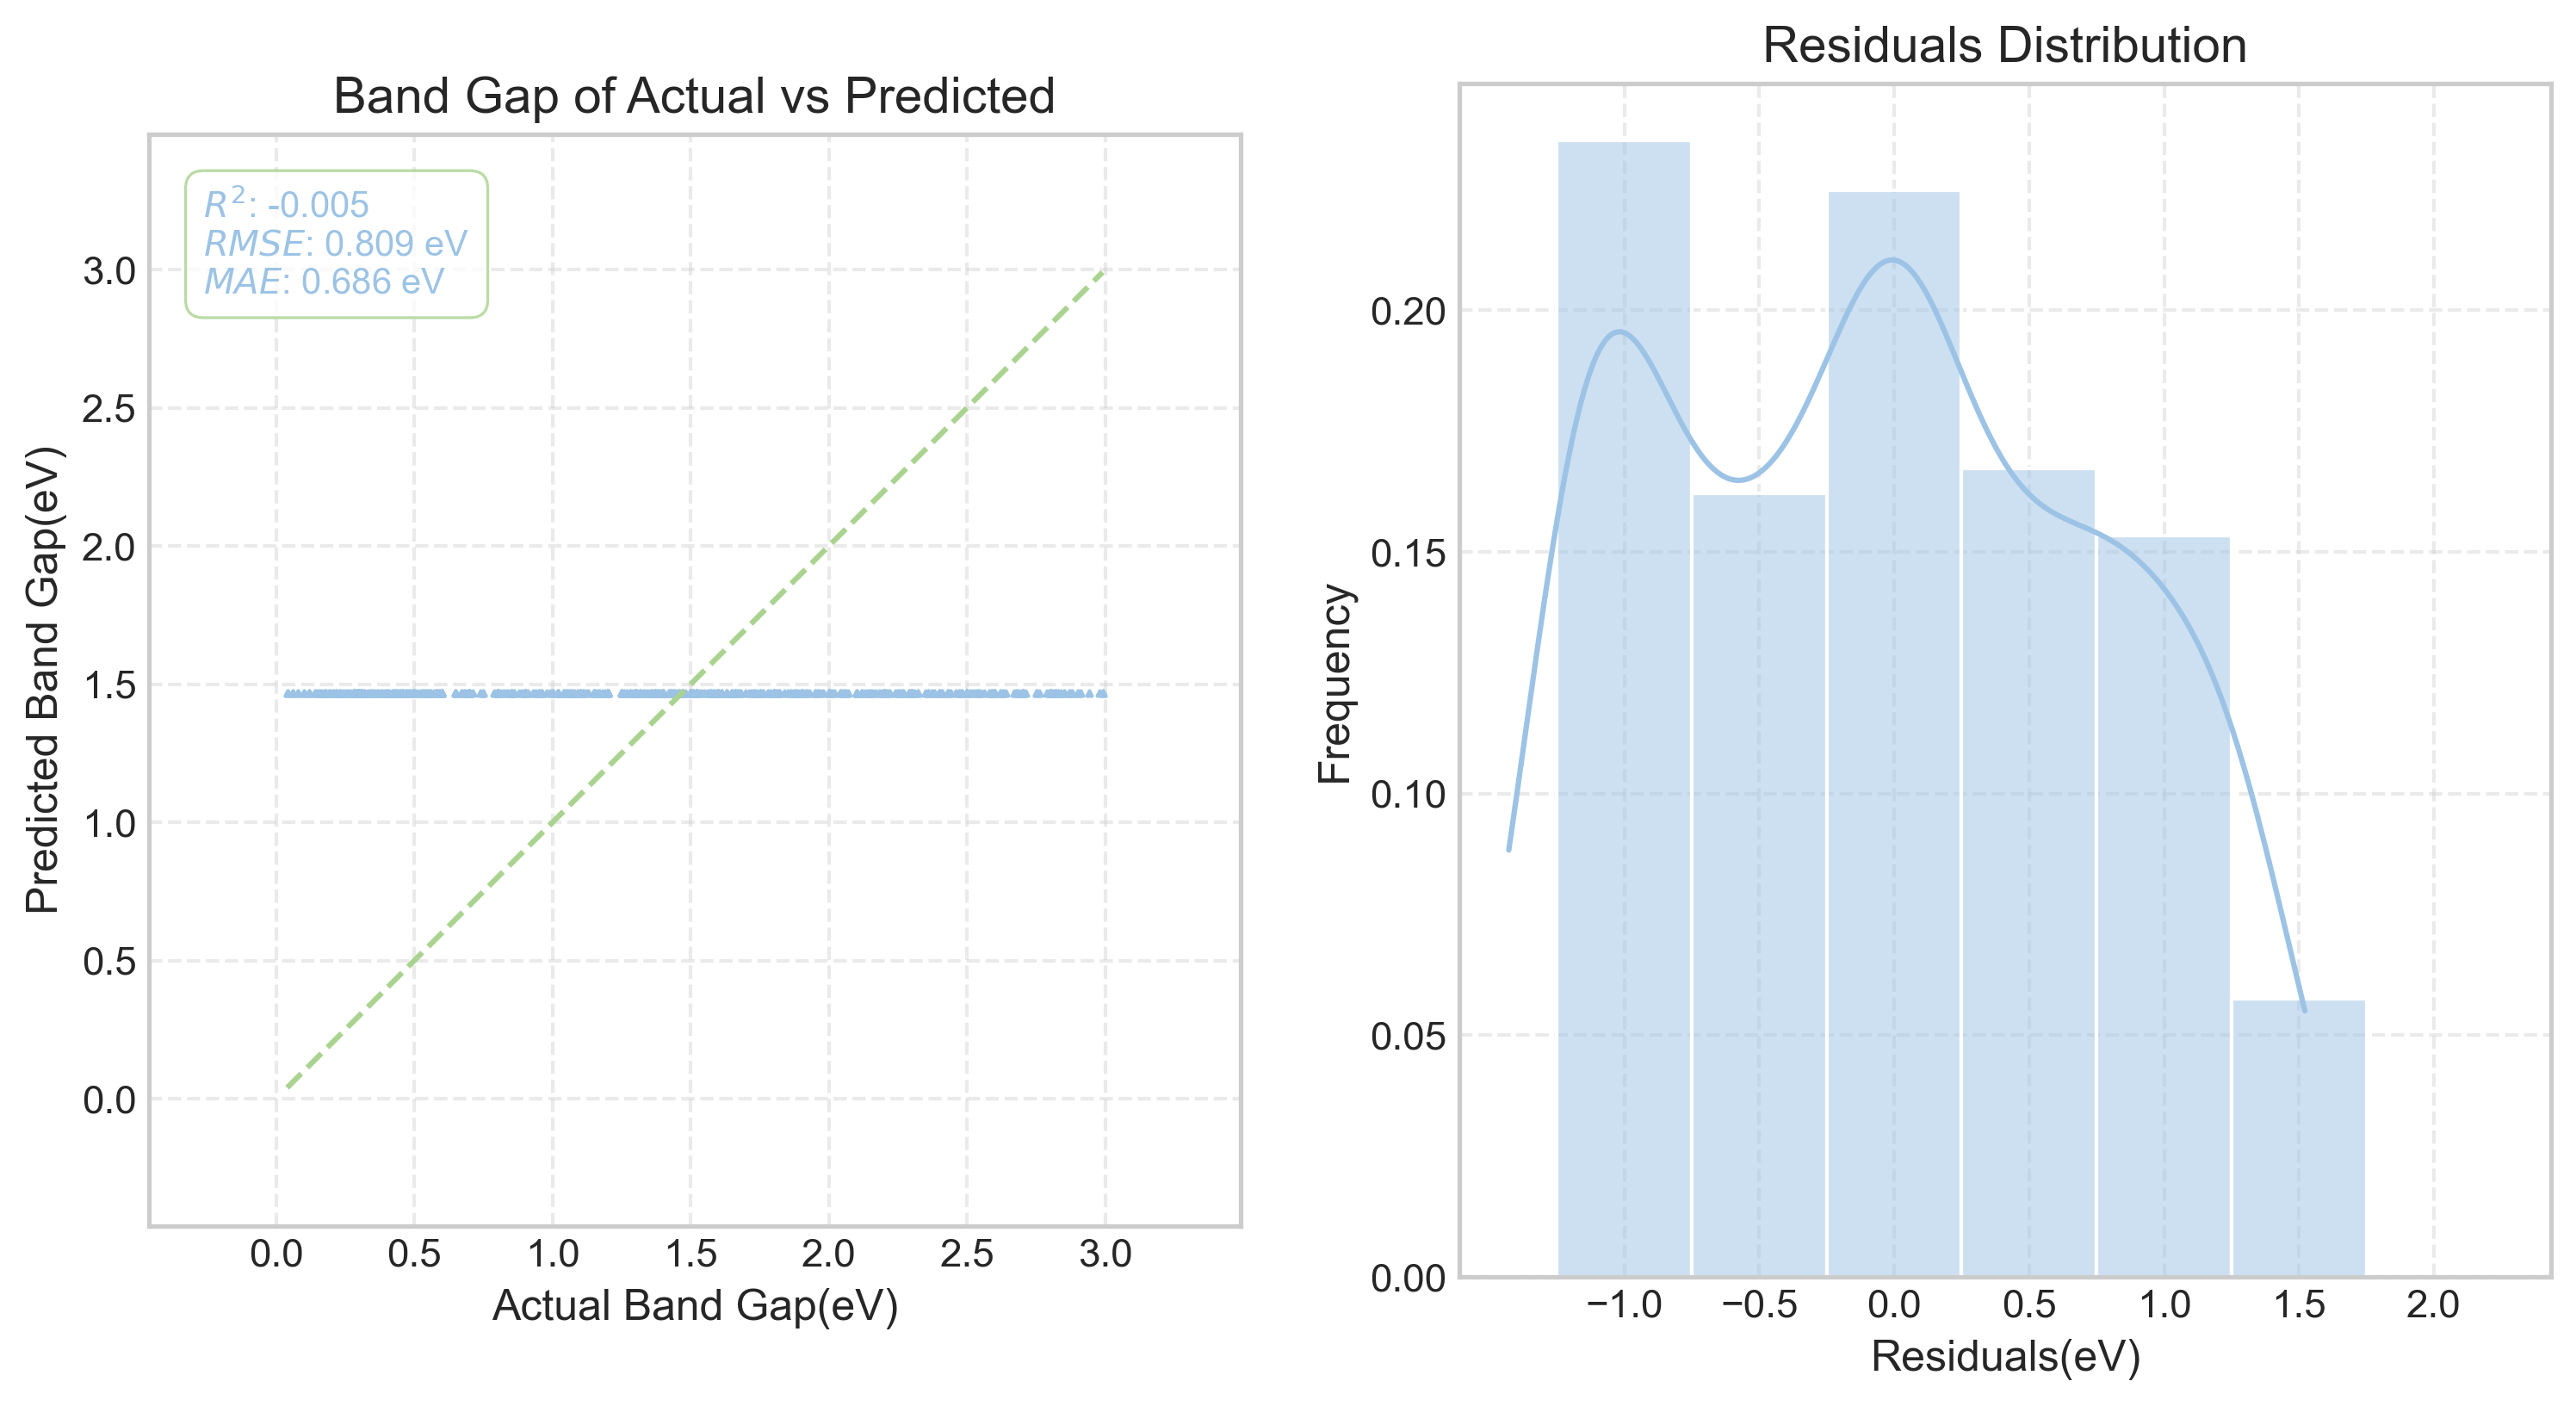 Band Gap of Actual vs Predicted
R²: -0.005
RMSE: 0.809 eV
MAE: 0.686 eV
3.0
2.5
2.0
1.5
1.0
0.5
0.0
Predicted Band Gap(eV)
0.0 0.5 1.0 1.5 2.0 2.5 3.0
Actual Band Gap(eV)
Residuals Distribution
0.20
0.15
0.10
0.05
0.00
Frequency
−1.0 −0.5 0.0 0.5 1.0 1.5 2.0
Residuals(eV)